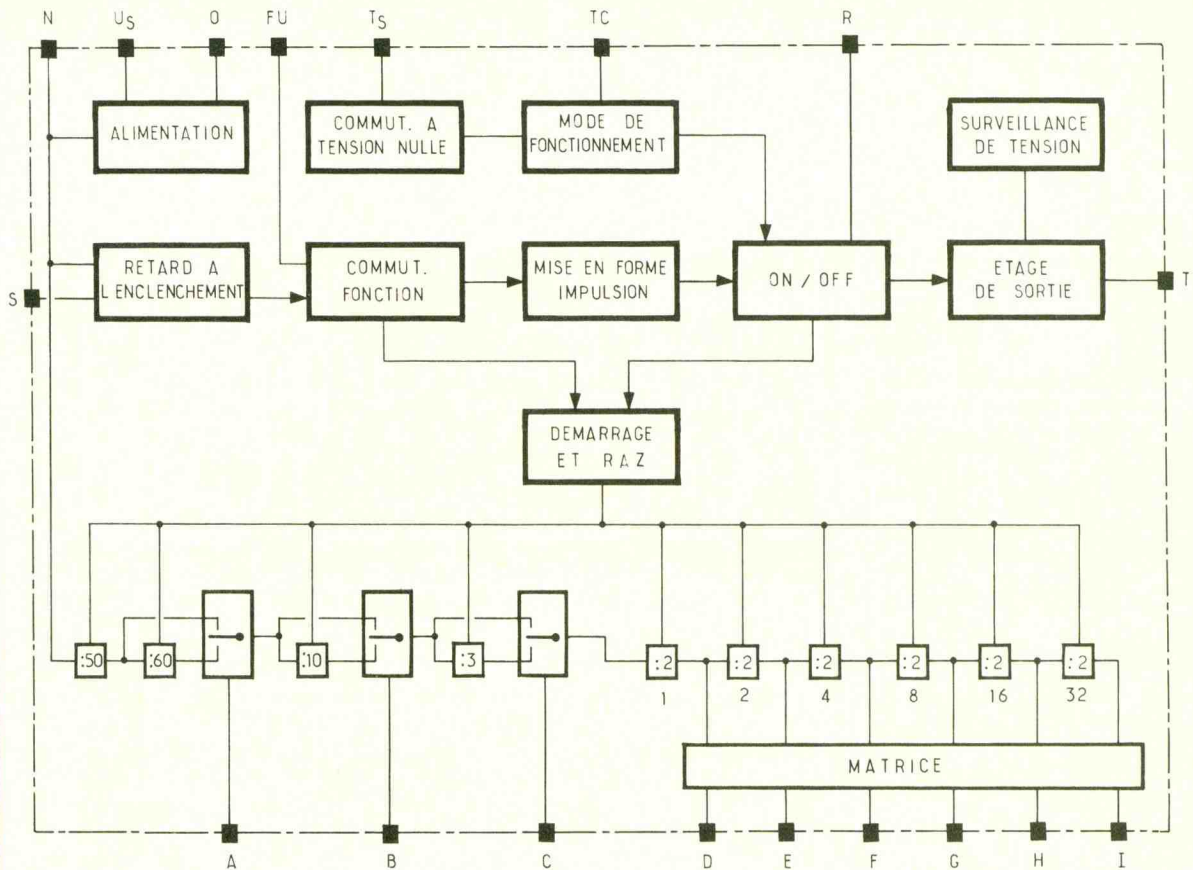 N US O FU TS TC R
ALIMENTATION
COMMUT. A
TENSION NULLE
MODE DE
FONCTIONNEMENT
SURVEILLANCE
DE TENSION
S
RETARD A
L ENCLENCHEMENT
COMMUT.
FONCTION
MISE EN FORME
IMPULSION
ON / OFF
ETAGE
DE SORTIE
T
DEMARRAGE
ET RAZ
:50 :60 :10 :3 :2 :2 :2 :2 :2 :2
1 2 4 8 16 32
MATRICE
A B C D E F G H I